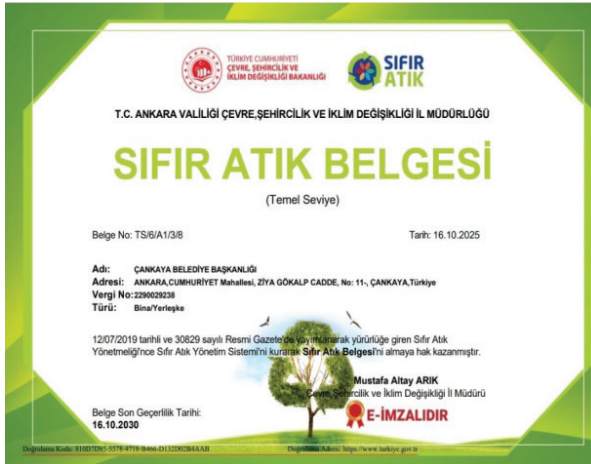 TÜRKİYE CUMHURİYETİ
ÇEVRE, ŞEHİRCİLİK VE
İKLİM DEĞİŞİKLİĞİ BAKANLIĞI
SIFIR
ATIK
T.C. ANKARA VALİLİĞİ ÇEVRE,ŞEHİRCİLİK VE İKLİM DEĞİŞİKLİĞİ İL MÜDÜRLÜĞÜ
SIFIR ATIK BELGESİ
(Temel Seviye)
Belge No: TS/6/A1/3/8 Tarih: 16.10.2025
Adı: ÇANKAYA BELEDİYE BAŞKANLIĞI
Adresi: ANKARA,CUMHURİYET Mahallesi, ZİYA GÖKALP CADDE, No: 11-, ÇANKAYA,Türkiye
Vergi No:2290029238
Türü: Bina/Yerleşke
12/07/2019 tarihli ve 30829 sayılı Resmi Gazete'de yayımlanarak yürürlüğe giren Sıfır Atık
Yönetmeliği'nce Sıfır Atık Yönetim Sistemi'ni kurarak Sıfır Atık Belgesi'ni almaya hak kazanmıştır.
Mustafa Altay ARIK
Çevre,Şehircilik ve İklim Değişikliği İl Müdürü
E-İMZALIDIR
Belge Son Geçerlilik Tarihi:
16.10.2030
Doğrulama Kodu: Doğrulama Adresi: https://www.turkiye.gov.tr